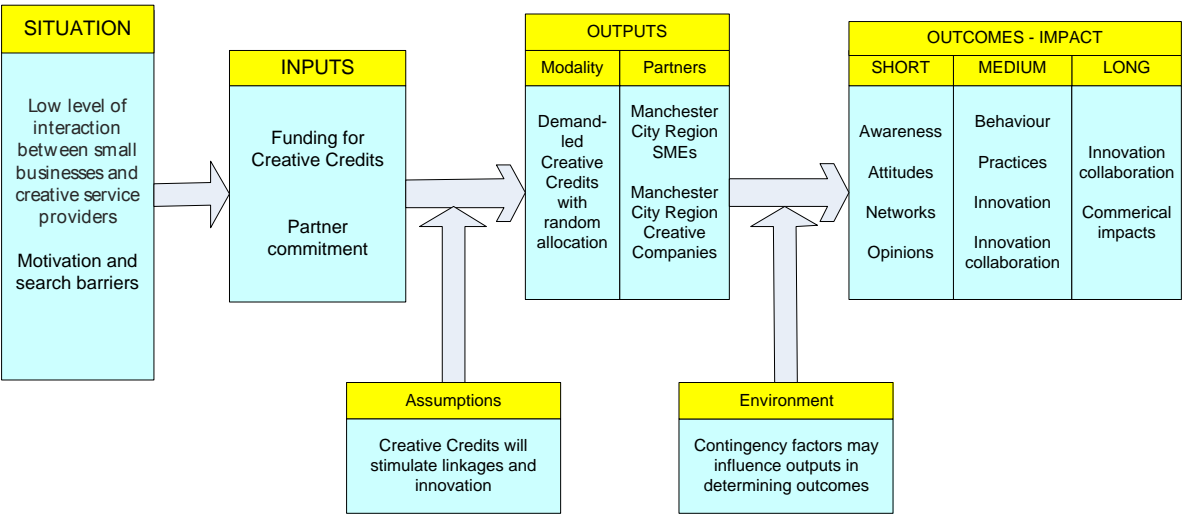 SITUATION
Low level of
interaction
between small
businesses and
creative service
providers
Motivation and
search barriers
INPUTS
Funding for
Creative Credits
Partner
commitment
OUTPUTS
Modality
Demand-
led
Creative
Credits
with
random
allocation
Partners
Manchester
City Region
SMEs
Manchester
City Region
Creative
Companies
OUTCOMES - IMPACT
SHORT
Awareness
Attitudes
Networks
Opinions
MEDIUM
Behaviour
Practices
Innovation
Innovation
collaboration
LONG
Innovation
collaboration
Commerical
impacts
Assumptions
Creative Credits will
stimulate linkages and
innovation
Environment
Contingency factors may
influence outputs in
determining outcomes